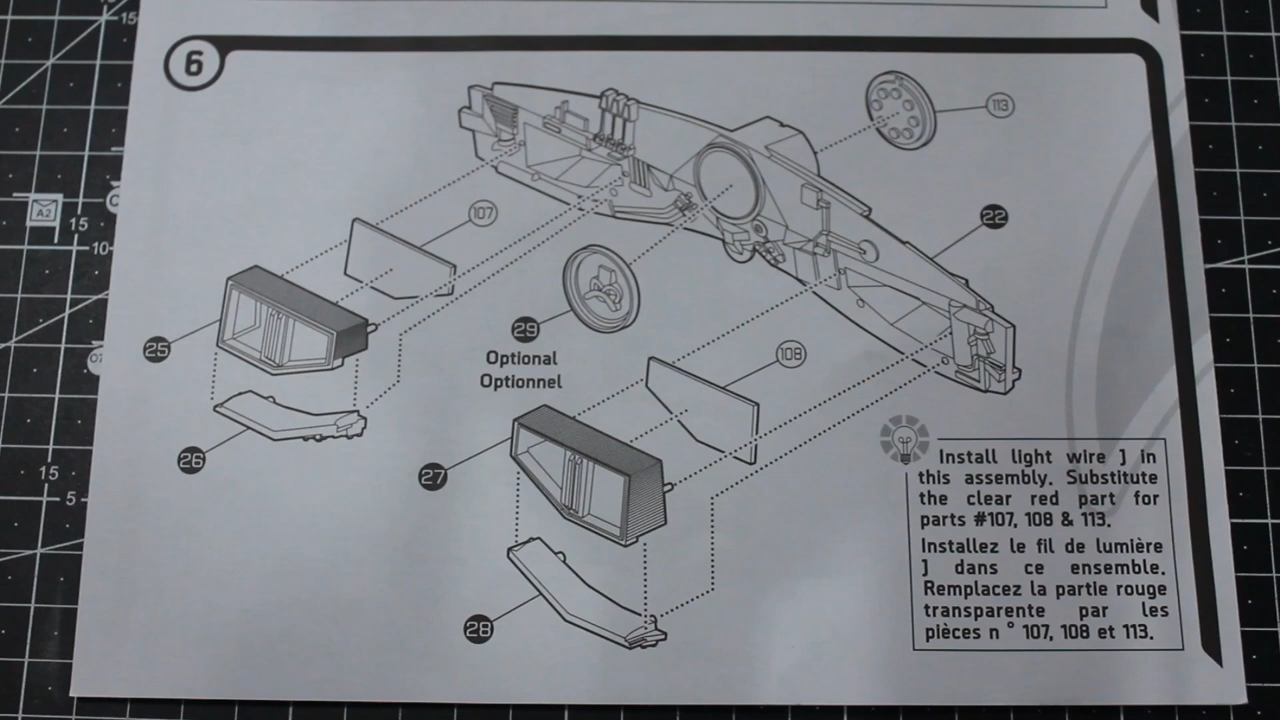 15
6
113
A2
15
107
22
10
25
29
Optional
Optionnel
108
26
27
15
5
Install light wire ] in
this assembly. Substitute
the clear red part for
parts #107, 108 & 113.
Installez le fil de lumière
] dans ce ensemble.
Remplacez la partie rouge
transparente par les
pièces n ° 107, 108 et 113.
28